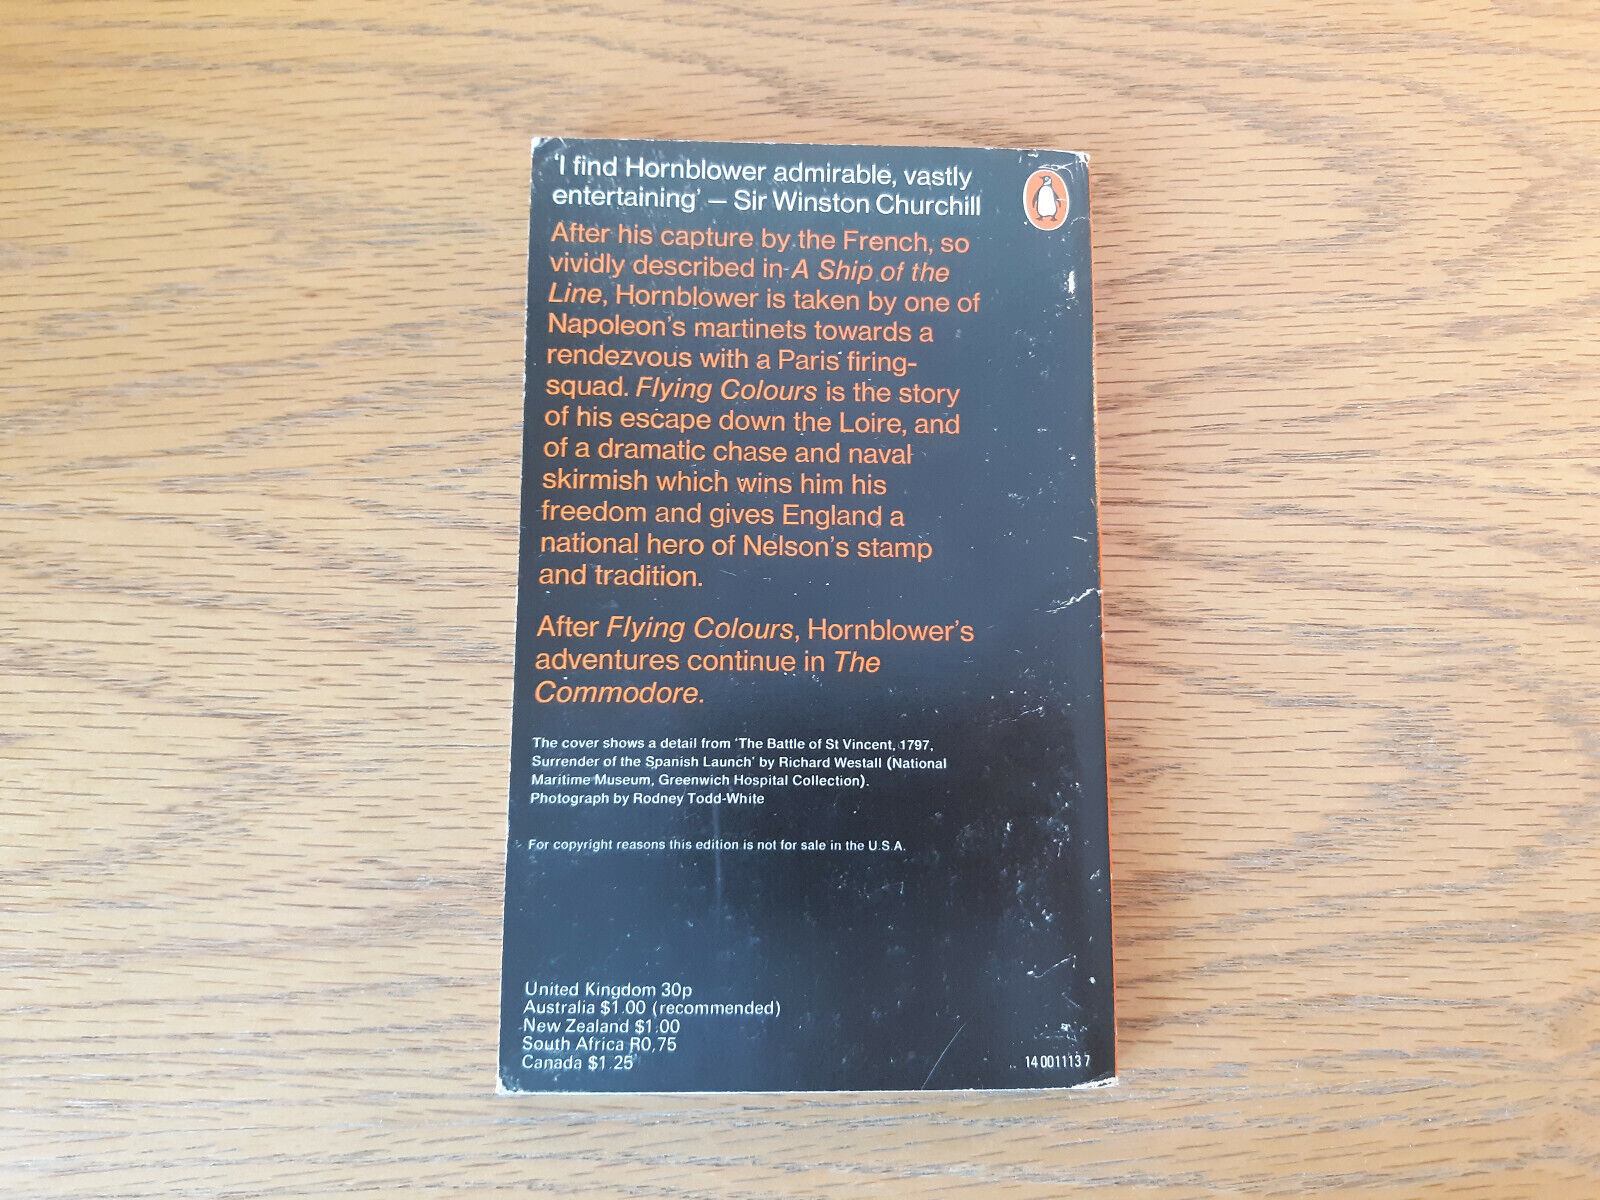 ‘I find Hornblower admirable, vastly
entertaining’ — Sir Winston Churchill
After his capture by the French, so
vividly described in A Ship of the
Line, Hornblower is taken by one of
Napoleon’s martinets towards a
rendezvous with a Paris firing-
squad. Flying Colours is the story
of his escape down the Loire, and
of a dramatic chase and naval
skirmish which wins him his
freedom and gives England a
national hero of Nelson’s stamp
and tradition.
After Flying Colours, Hornblower’s
adventures continue in The
Commodore.
The cover shows a detail from ‘The Battle of St Vincent, 1797,
Surrender of the Spanish Launch’ by Richard Westall (National
Maritime Museum, Greenwich Hospital Collection).
Photograph by Rodney Todd-White
For copyright reasons this edition is not for sale in the U.S.A.
United Kingdom 30p
Australia $1.00 (recommended)
New Zealand $1.00
South Africa R0,75
Canada $1.25
14 001113 7